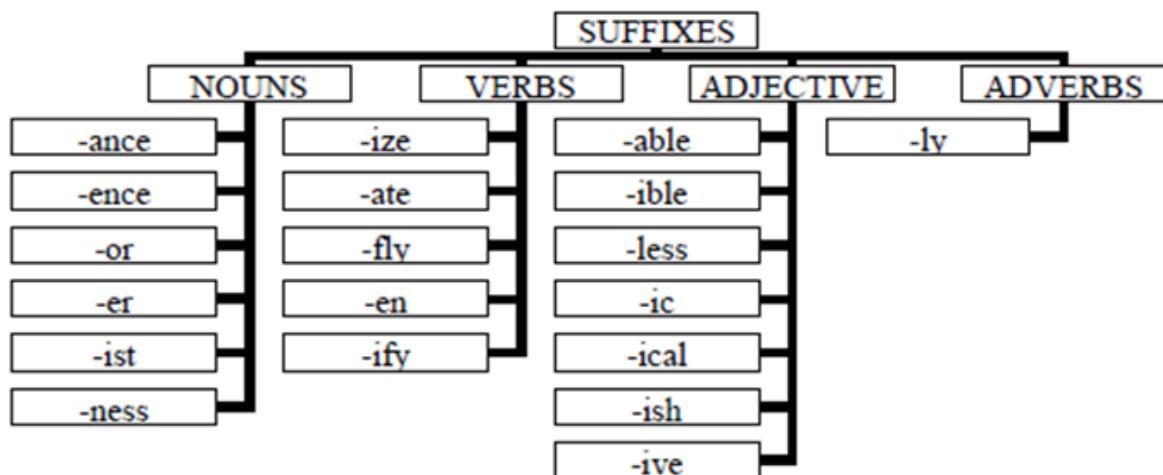 SUFFIXES
NOUNS VERBS ADJECTIVE ADVERBS
-ance -ize -able -ly
-ence -ate -ible
-or -fly -less
-er -en -ic
-ist -ify -ical
-ness -ish
-ive